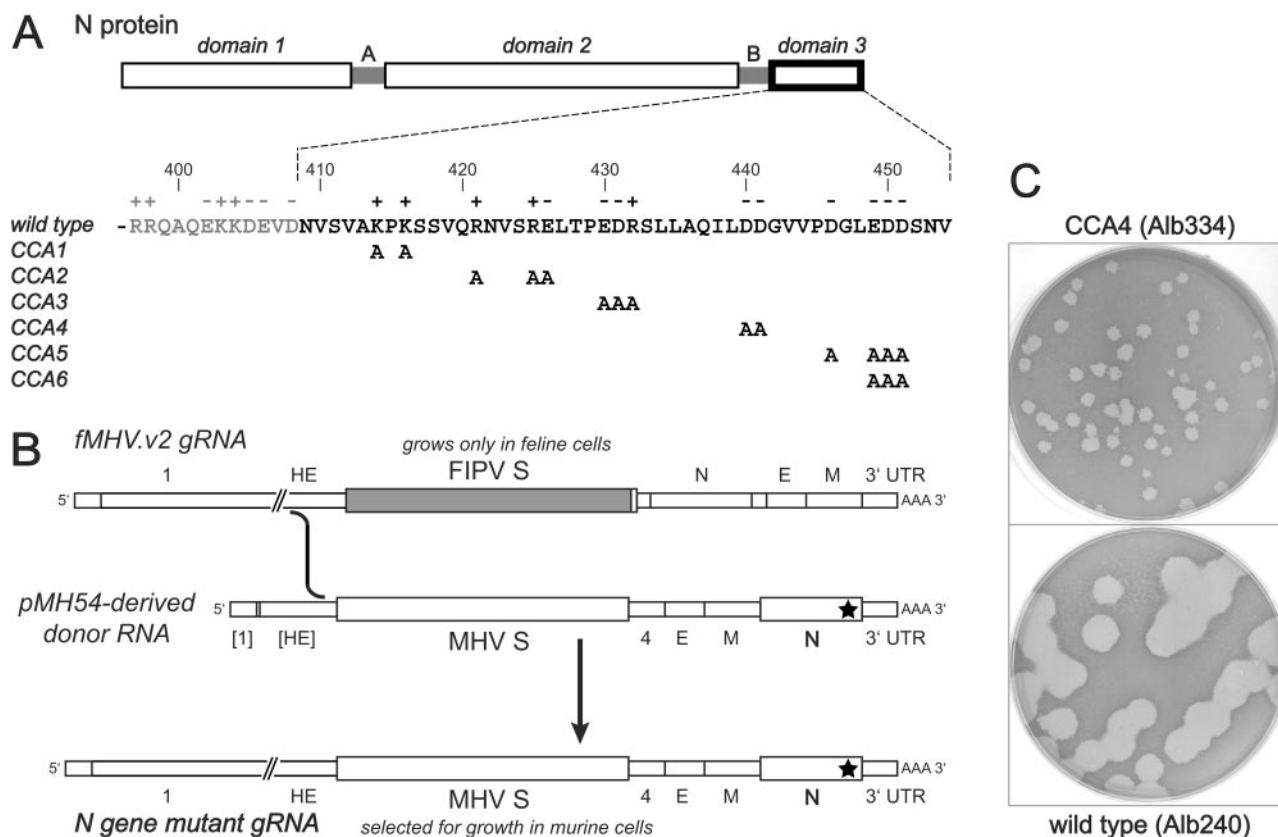 A N protein
domain 1 A domain 2 B domain 3
400 410 420 430 440 450
++ -++-- - + + + +- --+ -- - ---
wild type -RRQAQEKKDEVDNVSVAKPKSSVQRNVSRELTPEDRSLLAQILDDGVVPDGLEDDSNV
CCA1 A A
CCA2 A AA
CCA3 AAA
CCA4 AA
CCA5 A AAA
CCA6 AAA
B fMHV.v2 gRNA
grows only in feline cells
1 HE FIPV S N E M 3' UTR
5' AAA 3'
pMH54-derived
donor RNA
5' AAA 3'
[1] [HE] MHV S 4 E M N 3' UTR
5' AAA 3'
1 HE MHV S 4 E M N 3' UTR
N gene mutant gRNA selected for growth in murine cells
C
CCA4 (Alb334)
wild type (Alb240)